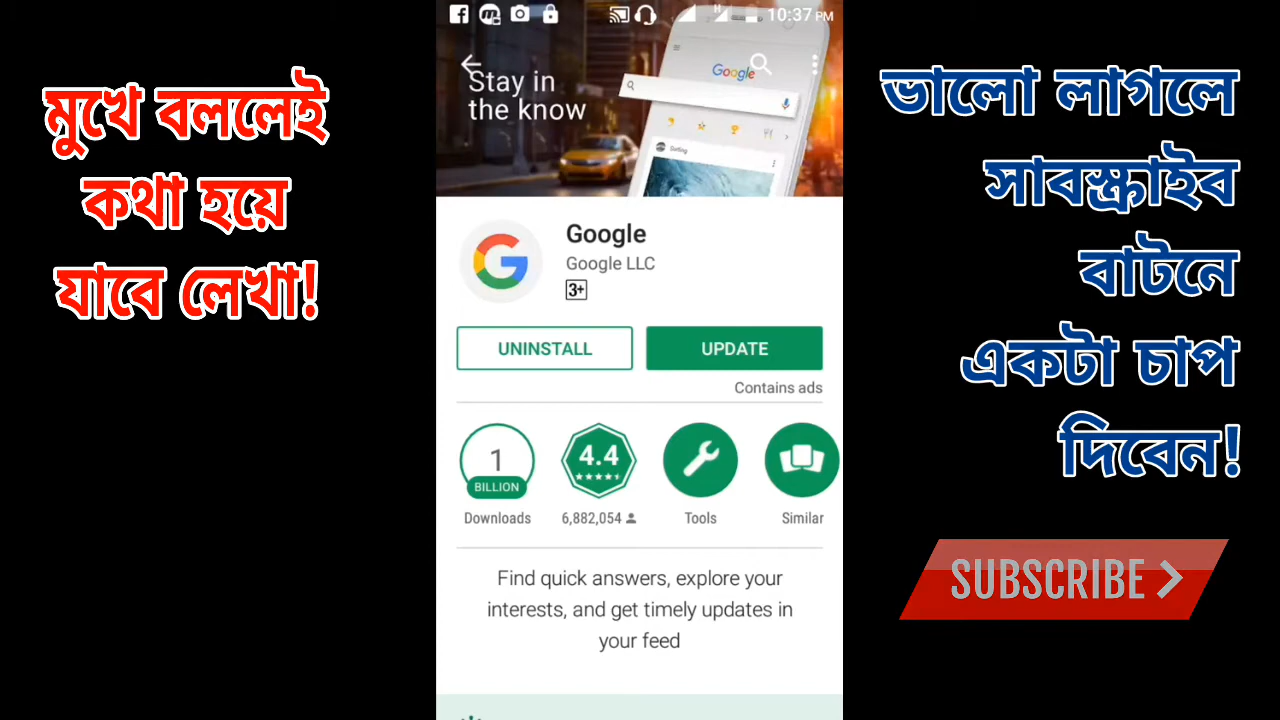 মুখে বললেই
কথা হয়ে
যাবে লেখা!
10:37 PM
Stay in
the know
Google
Google
Google LLC
3+
UNINSTALL
UPDATE
Contains ads
1
BILLION
Downloads
4.4
6,882,054
Tools
Similar
Find quick answers, explore your
interests, and get timely updates in
your feed
ভালো লাগলে
সাবস্ক্রাইব
বাটনে
একটা চাপ
দিবেন!
SUBSCRIBE